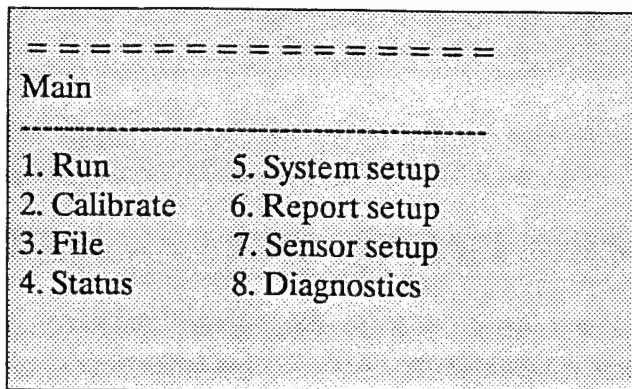 = = = = = = = = = = = = = = =
Main
--------------------------------------------------
1. Run 5. System setup
2. Calibrate 6. Report setup
3. File 7. Sensor setup
4. Status 8. Diagnostics